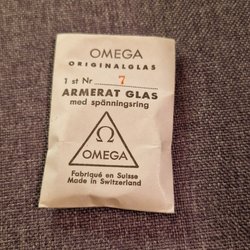 OMEGA
ORIGINALGLAS
1 st Nr. 7
ARMERAT GLAS
med spänningsring
Ω
OMEGA
Fabriqué en Suisse
Made in Switzerland